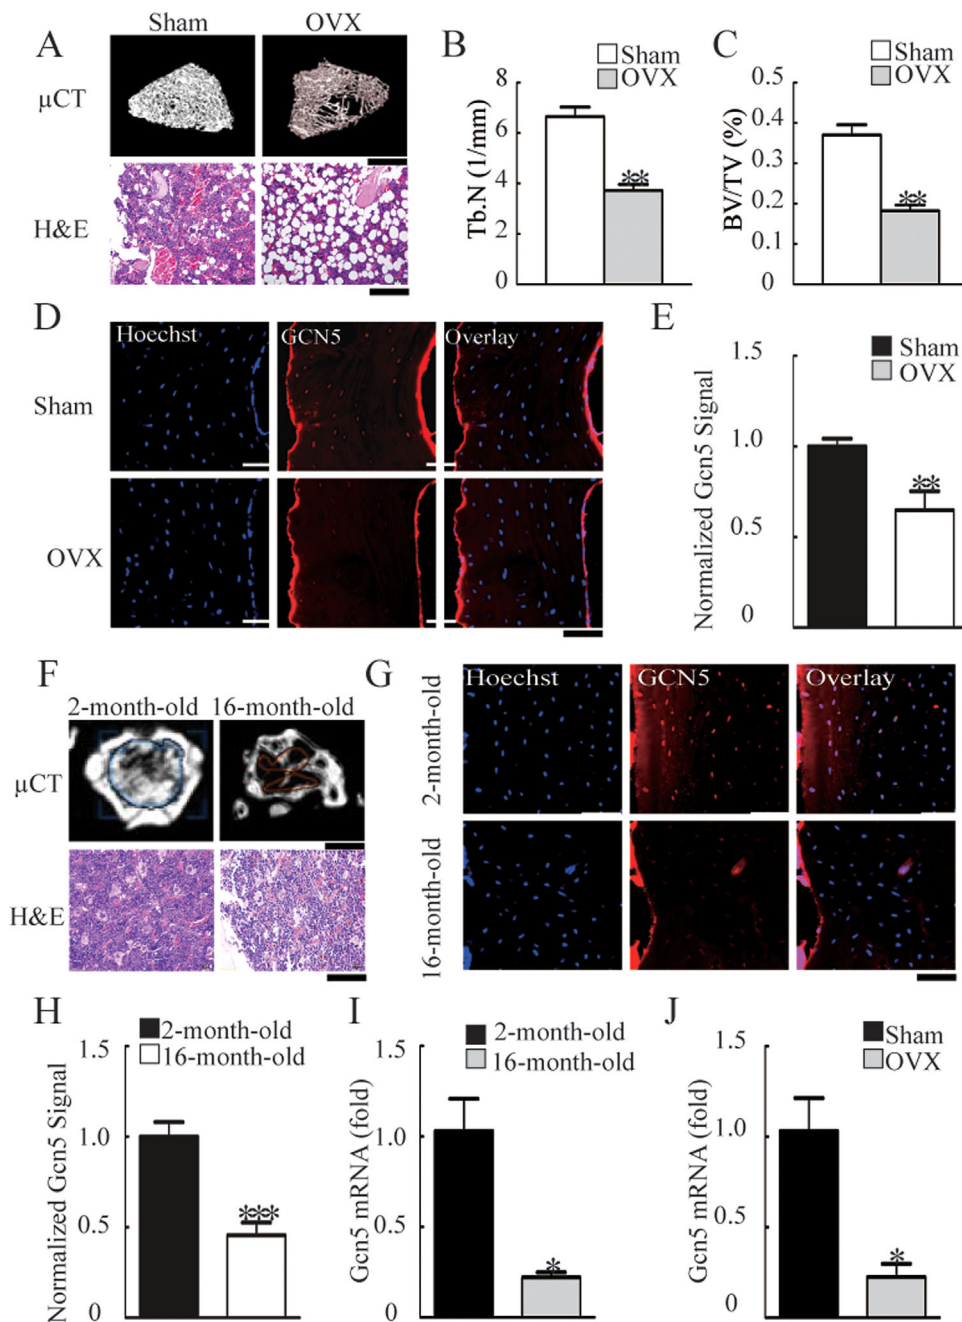 A
Sham
OVX
μCT
H&E
B
Sham
OVX
Tb.N (1/mm)
8
6
4
2
0
**
C
Sham
OVX
BV/TV (%)
0.5
0.4
0.3
0.2
0.1
0
**
D
Hoechst
GCN5
Overlay
Sham
OVX
E
Sham
OVX
Normalized Gcn5 Signal
1.5
1.0
0.5
0
**
F
2-month-old
16-month-old
μCT
H&E
G
Hoechst
GCN5
Overlay
2-month-old
16-month-old
H
2-month-old
16-month-old
Normalized Gcn5 Signal
1.5
1.0
0.5
0
***
I
2-month-old
16-month-old
Gcn5 mRNA (fold)
1.5
1.0
0.5
0
*
J
Sham
OVX
Gcn5 mRNA (fold)
1.5
1.0
0.5
0
*